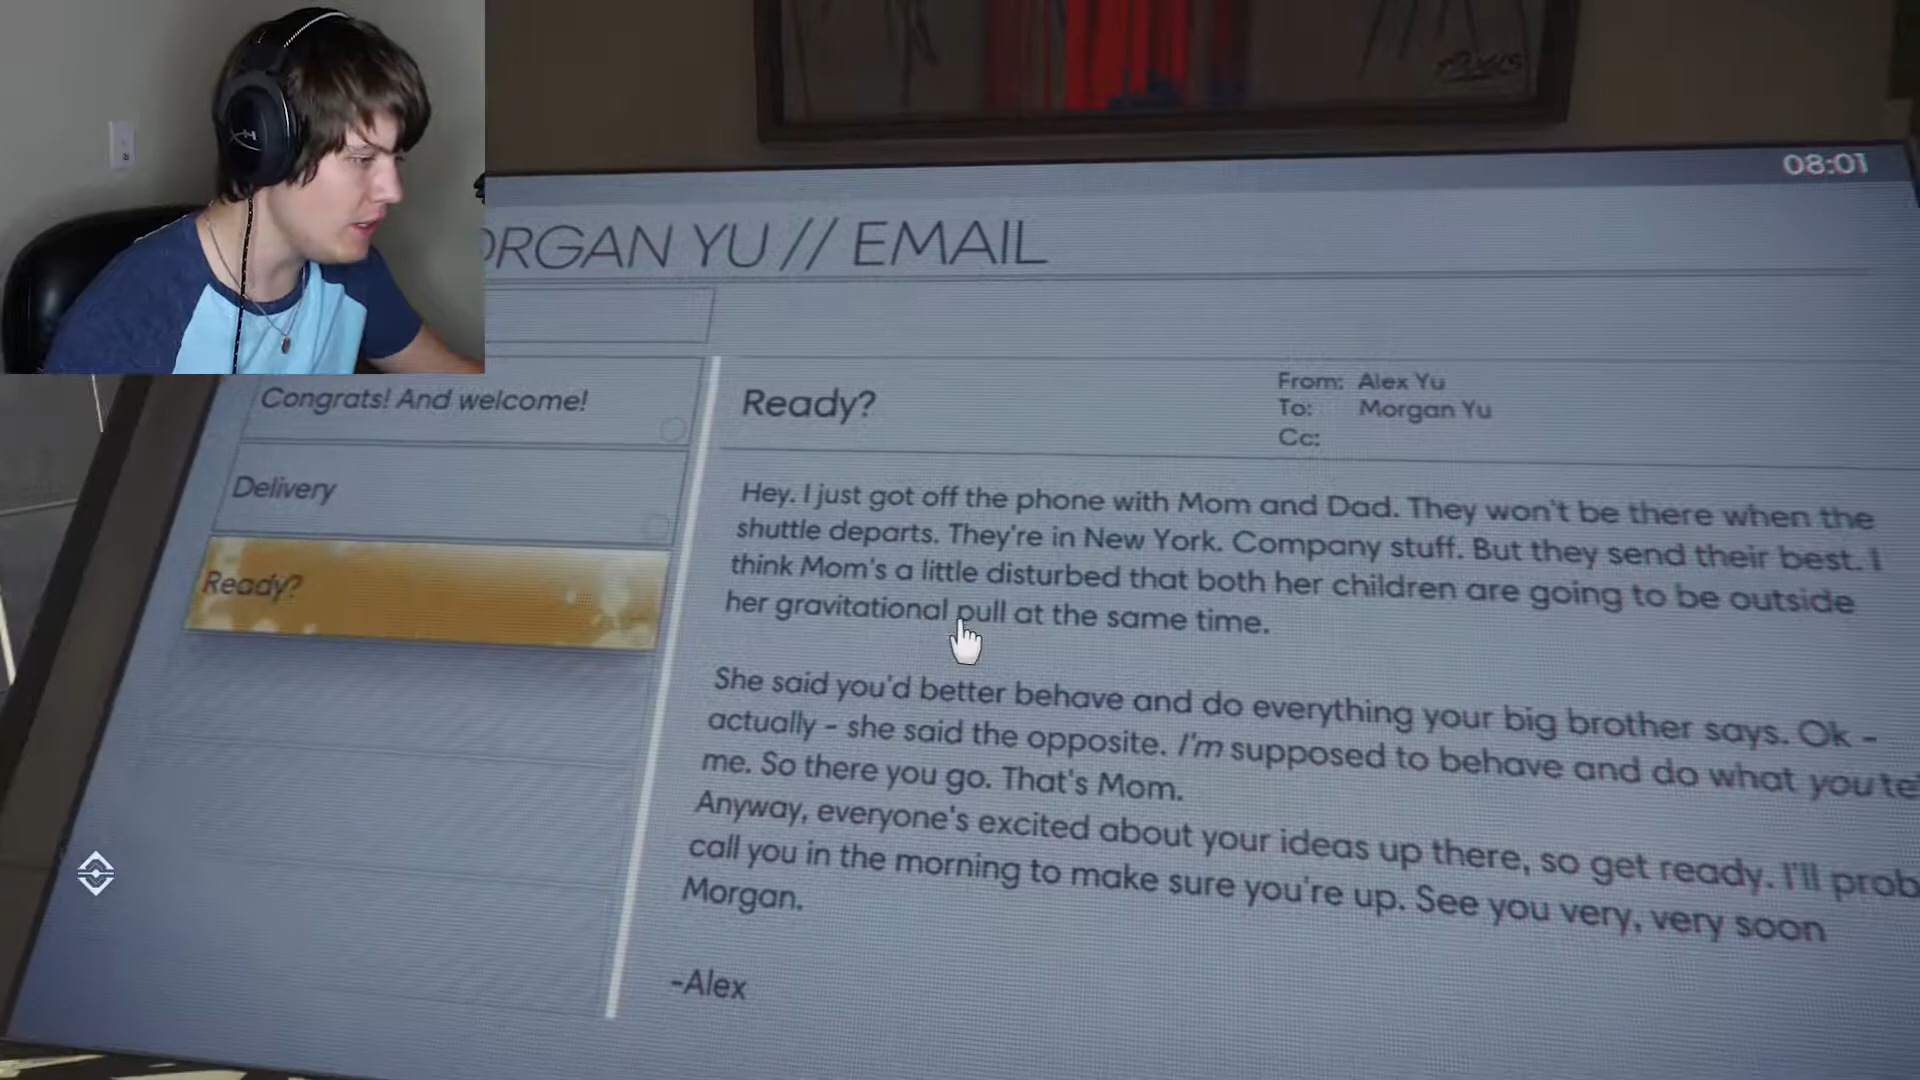 08:01
ORGAN YU // EMAIL
Congrats! And welcome!
Delivery
Ready?
Ready?
From: Alex Yu
To: Morgan Yu
Cc:
Hey. I just got off the phone with Mom and Dad. They won't be there when the
shuttle departs. They're in New York. Company stuff. But they send their best. I
think Mom's a little disturbed that both her children are going to be outside
her gravitational pull at the same time.
She said you'd better behave and do everything your big brother says. Ok -
actually - she said the opposite. I'm supposed to behave and do what you te
me. So there you go. That's Mom.
Anyway, everyone's excited about your ideas up there, so get ready. I'll prob
call you in the morning to make sure you're up. See you very, very soon
Morgan.
-Alex